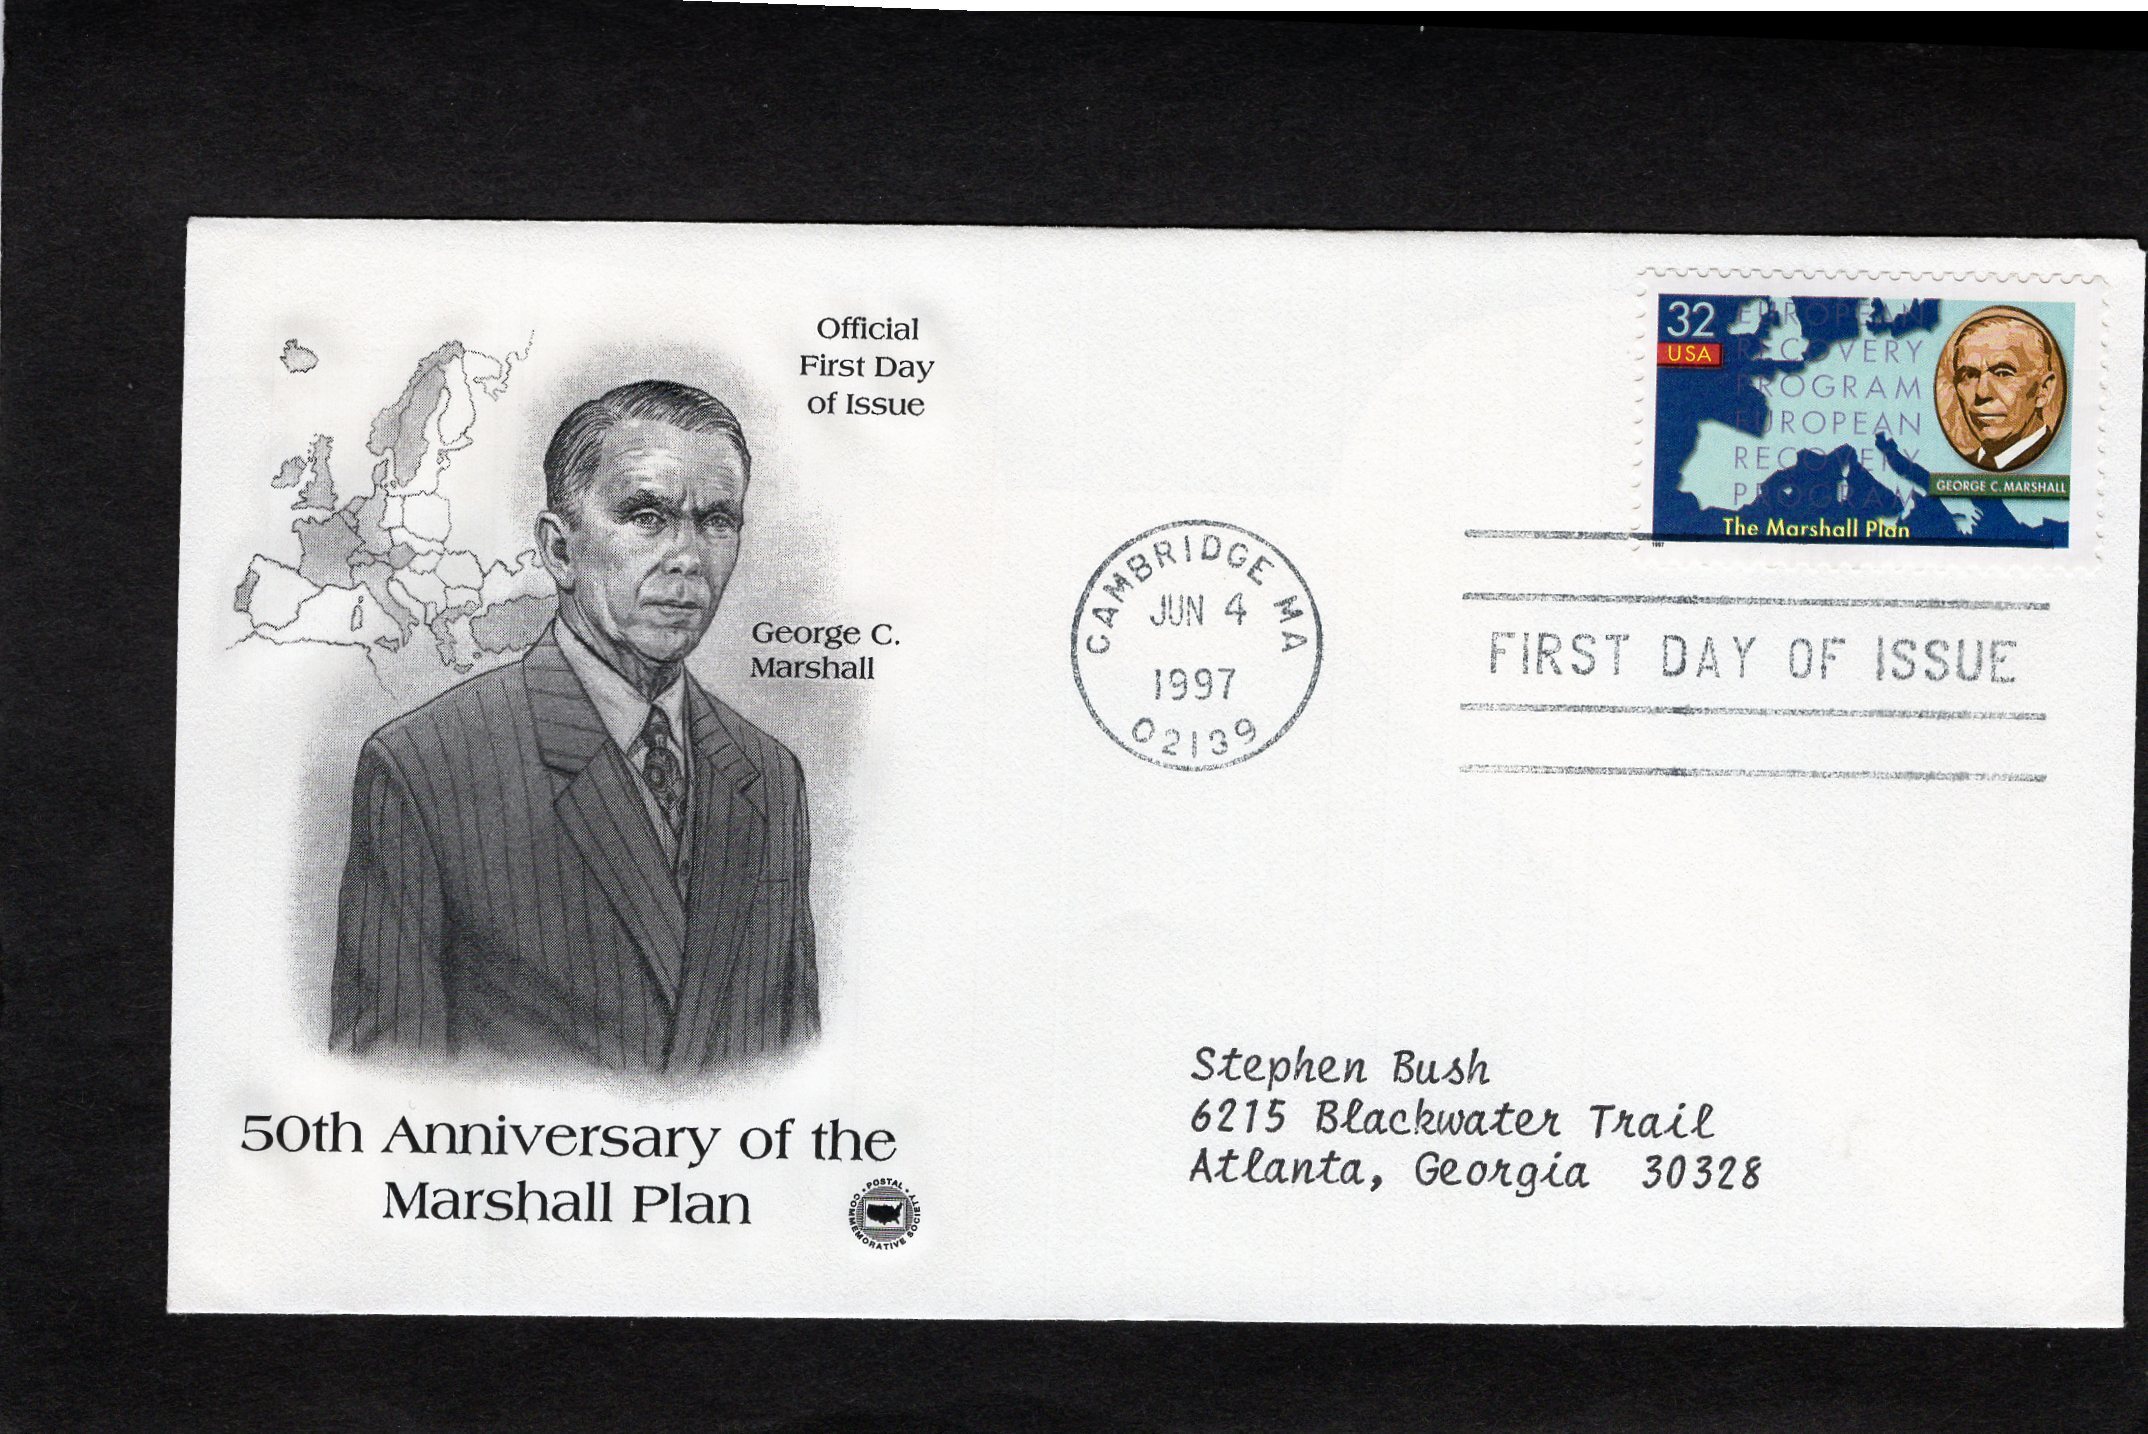 Official
First Day
of Issue
George C.
Marshall
50th Anniversary of the
Marshall Plan
POSTAL
COMMEMORATIVE SOCIETY
CAMBRIDGE MA
JUN 4
1997
02139
32
USA
EUROPEAN
RECOVERY
PROGRAM
EUROPEAN
RECOVERY
PROGRAM
GEORGE C. MARSHALL
The Marshall Plan
1997
FIRST DAY OF ISSUE
Stephen Bush
6215 Blackwater Trail
Atlanta, Georgia 30328